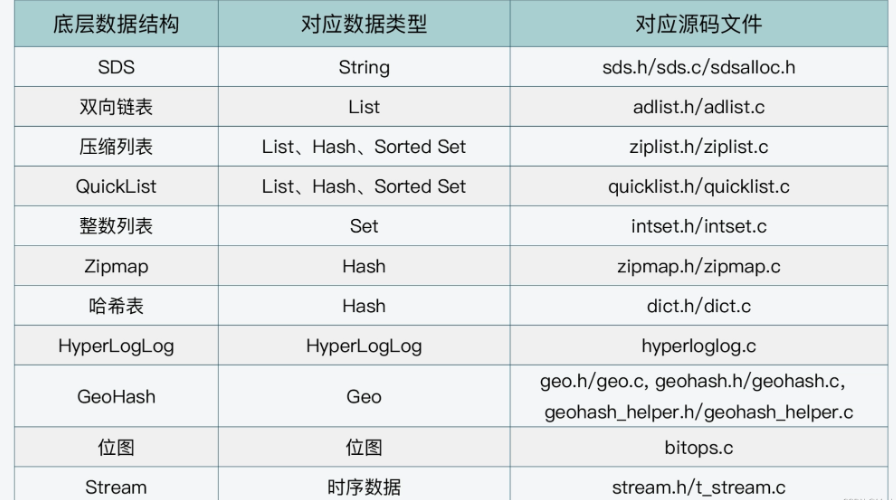 底层数据结构 对应数据类型 对应源码文件
SDS String sds.h/sds.c/sdsalloc.h
双向链表 List adlist.h/adlist.c
压缩列表 List、Hash、Sorted Set ziplist.h/ziplist.c
QuickList List、Hash、Sorted Set quicklist.h/quicklist.c
整数列表 Set intset.h/intset.c
Zipmap Hash zipmap.h/zipmap.c
哈希表 Hash dict.h/dict.c
HyperLogLog HyperLogLog hyperloglog.c
GeoHash Geo geo.h/geo.c, geohash.h/geohash.c,
geohash_helper.h/geohash_helper.c
位图 位图 bitops.c
Stream 时序数据 stream.h/t_stream.c